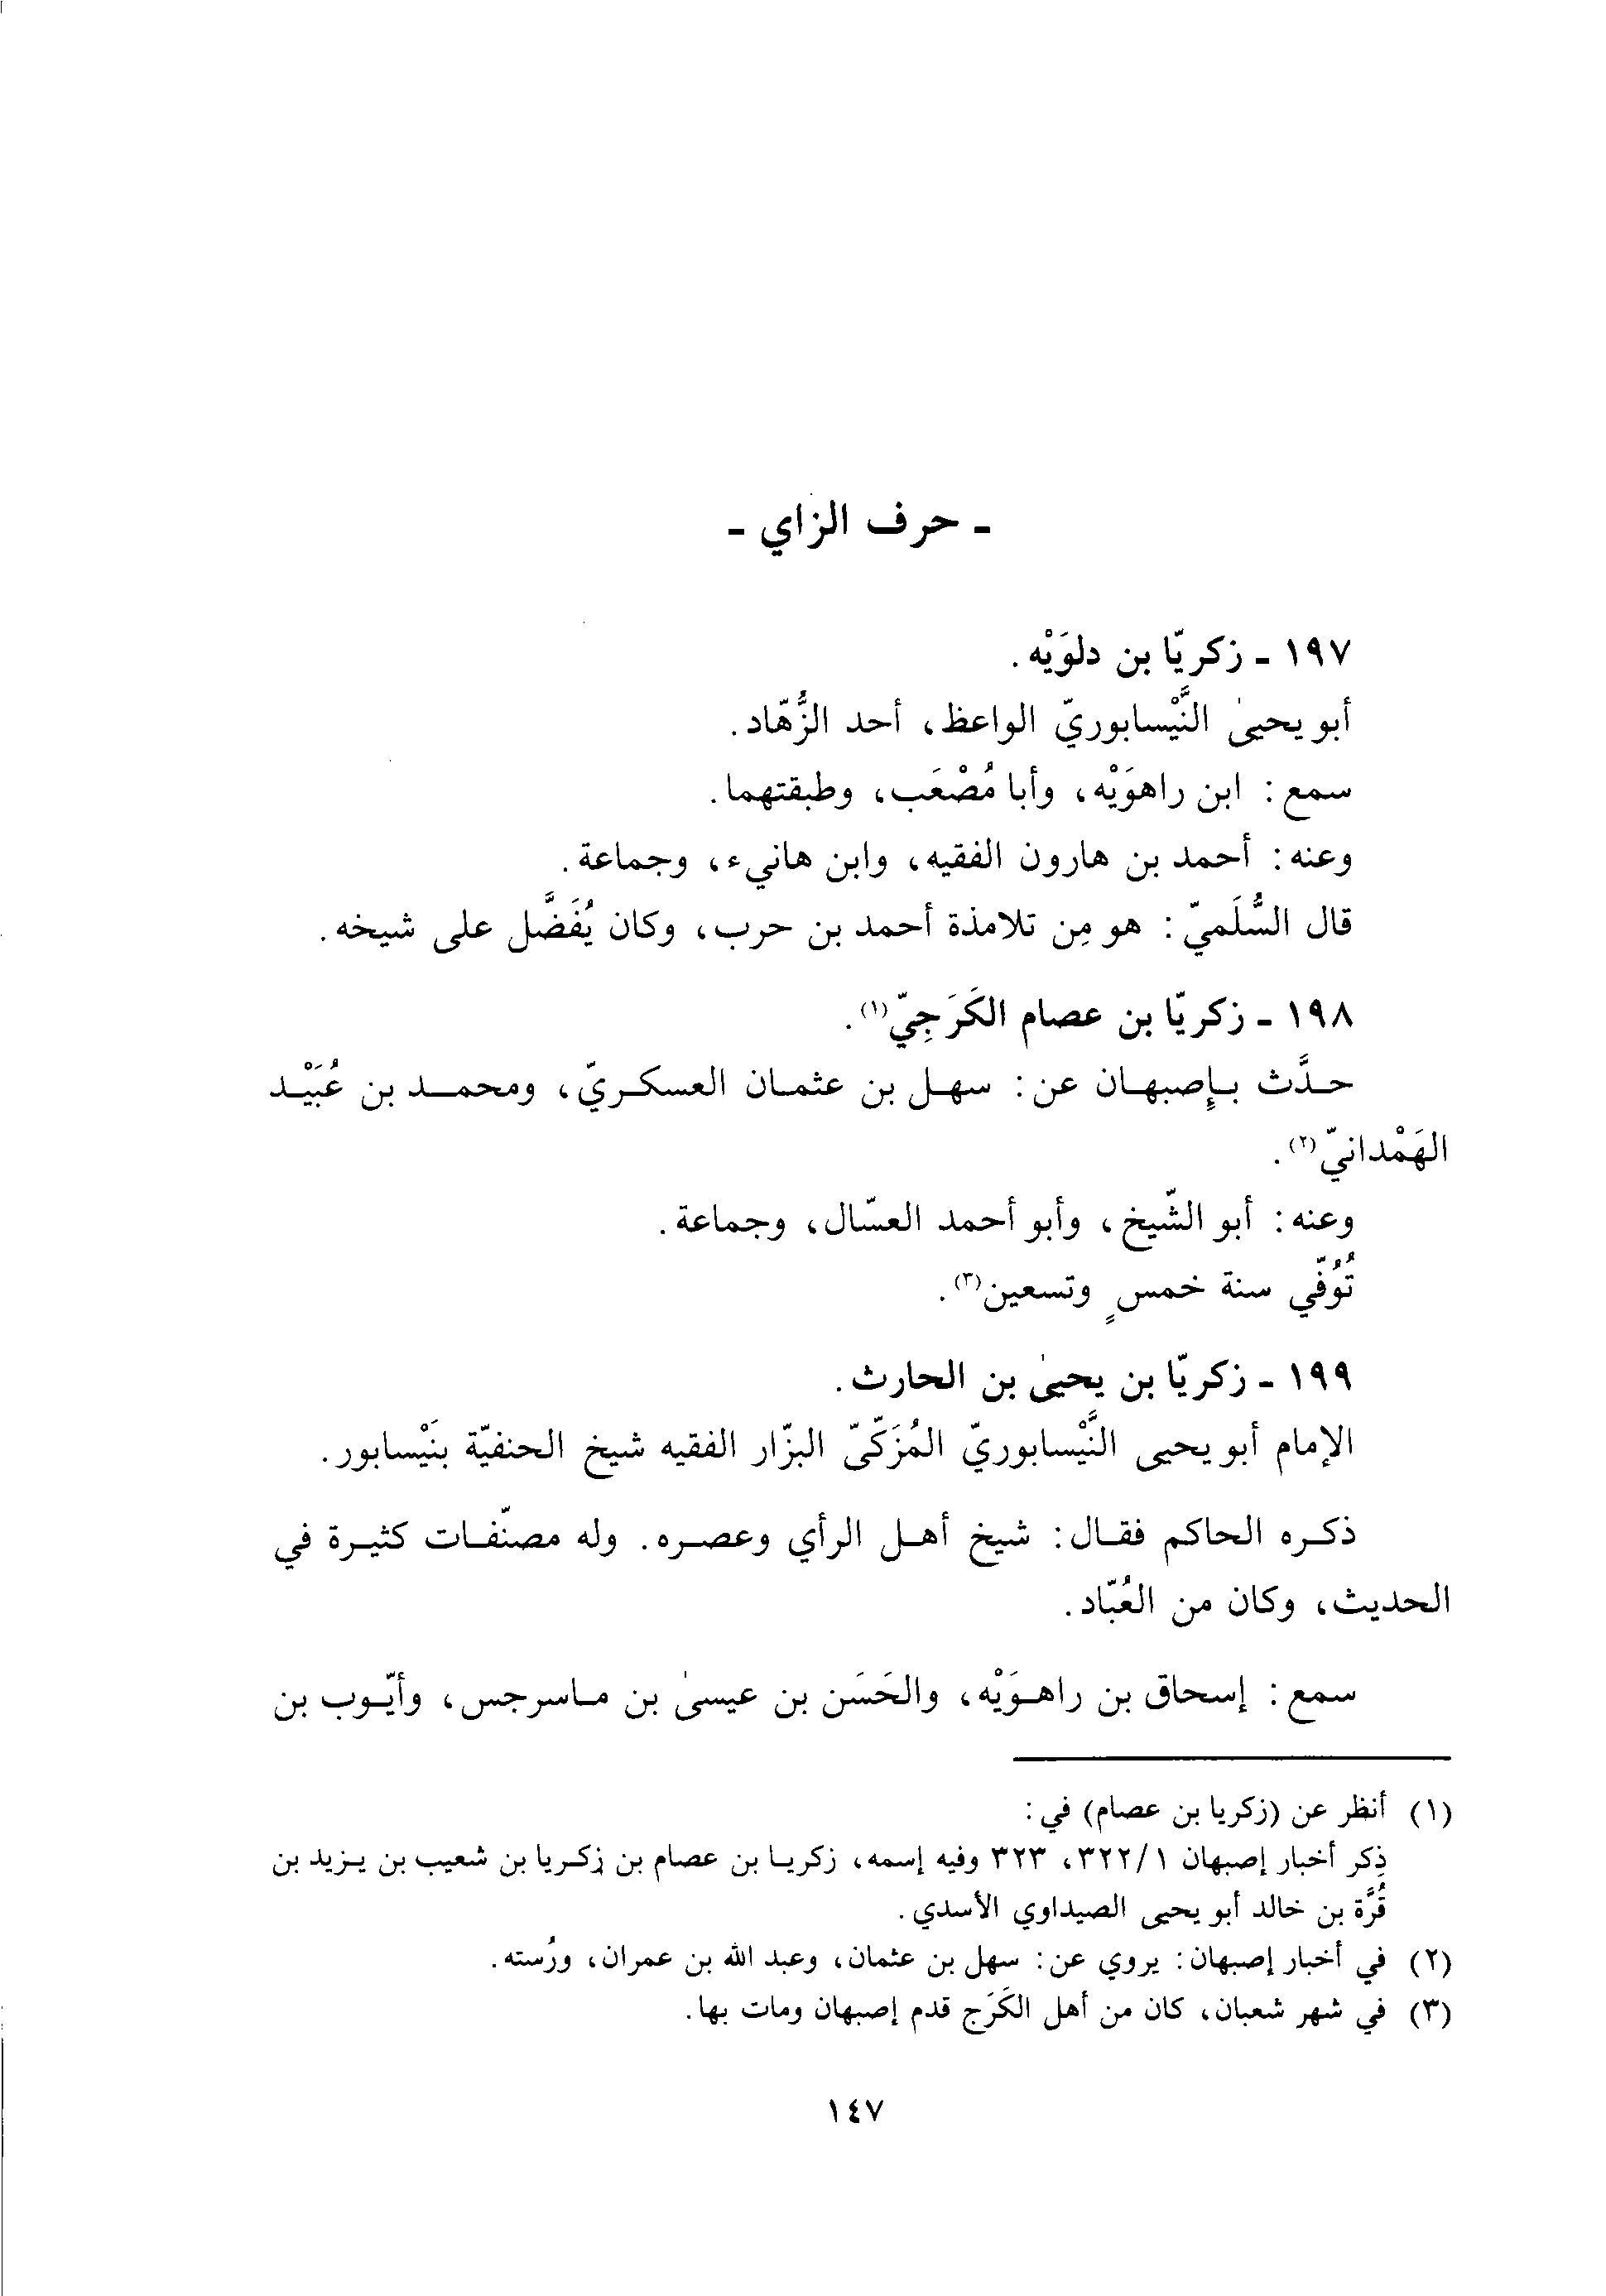 - حرف الزاي -
١٩٧ - زكريّا بن دلوَيْه.
أبو يحيىٰ النَّيْسابوريّ الواعظ، أحد الزُّهّاد.
سمع: ابن راهوَيْه، وأبا مُصْعَب، وطبقتهما.
وعنه: أحمد بن هارون الفقيه، وابن هانيء، وجماعة.
قال السُّلَميّ: هو مِن تلامذة أحمد بن حرب، وكان يُفَضَّل على شيخه.
١٩٨ - زكريّا بن عصام الكَرَجِيّ(١).
حدَّث بإصبهان عن: سهل بن عثمان العسكريّ، ومحمد بن عُبَيْد
الهَمْدانيّ(٢).
وعنه: أبو الشّيخ، وأبو أحمد العسّال، وجماعة.
تُوُفّي سنة خمسٍ وتسعين(٣).
١٩٩ - زكريّا بن يحيىٰ بن الحارث.
الإمام أبو يحيى النَّيْسابوريّ المُزَكّىّ البزّار الفقيه شيخ الحنفيّة بنَيْسابور.
ذكره الحاكم فقال: شيخ أهل الرأي وعصره. وله مصنّفات كثيرة في
الحديث، وكان من العُبّاد.
سمع: إسحاق بن راهوَيْه، والحَسَن بن عيسىٰ بن ماسرجس، وأيّوب بن
(١) أنظر عن (زكريا بن عصام) في:
ذِكر أخبار إصبهان ٣٢٢/١، ٣٢٣ وفيه إسمه، زكريا بن عصام بن زكريا بن شعيب بن يزيد بن
قُرَّة بن خالد أبو يحيى الصيداوي الأسدي.
(٢) في أخبار إصبهان: يروي عن: سهل بن عثمان، وعبد الله بن عمران، ورُسته.
(٣) في شهر شعبان، كان من أهل الكَرَج قدم إصبهان ومات بها.
١٤٧